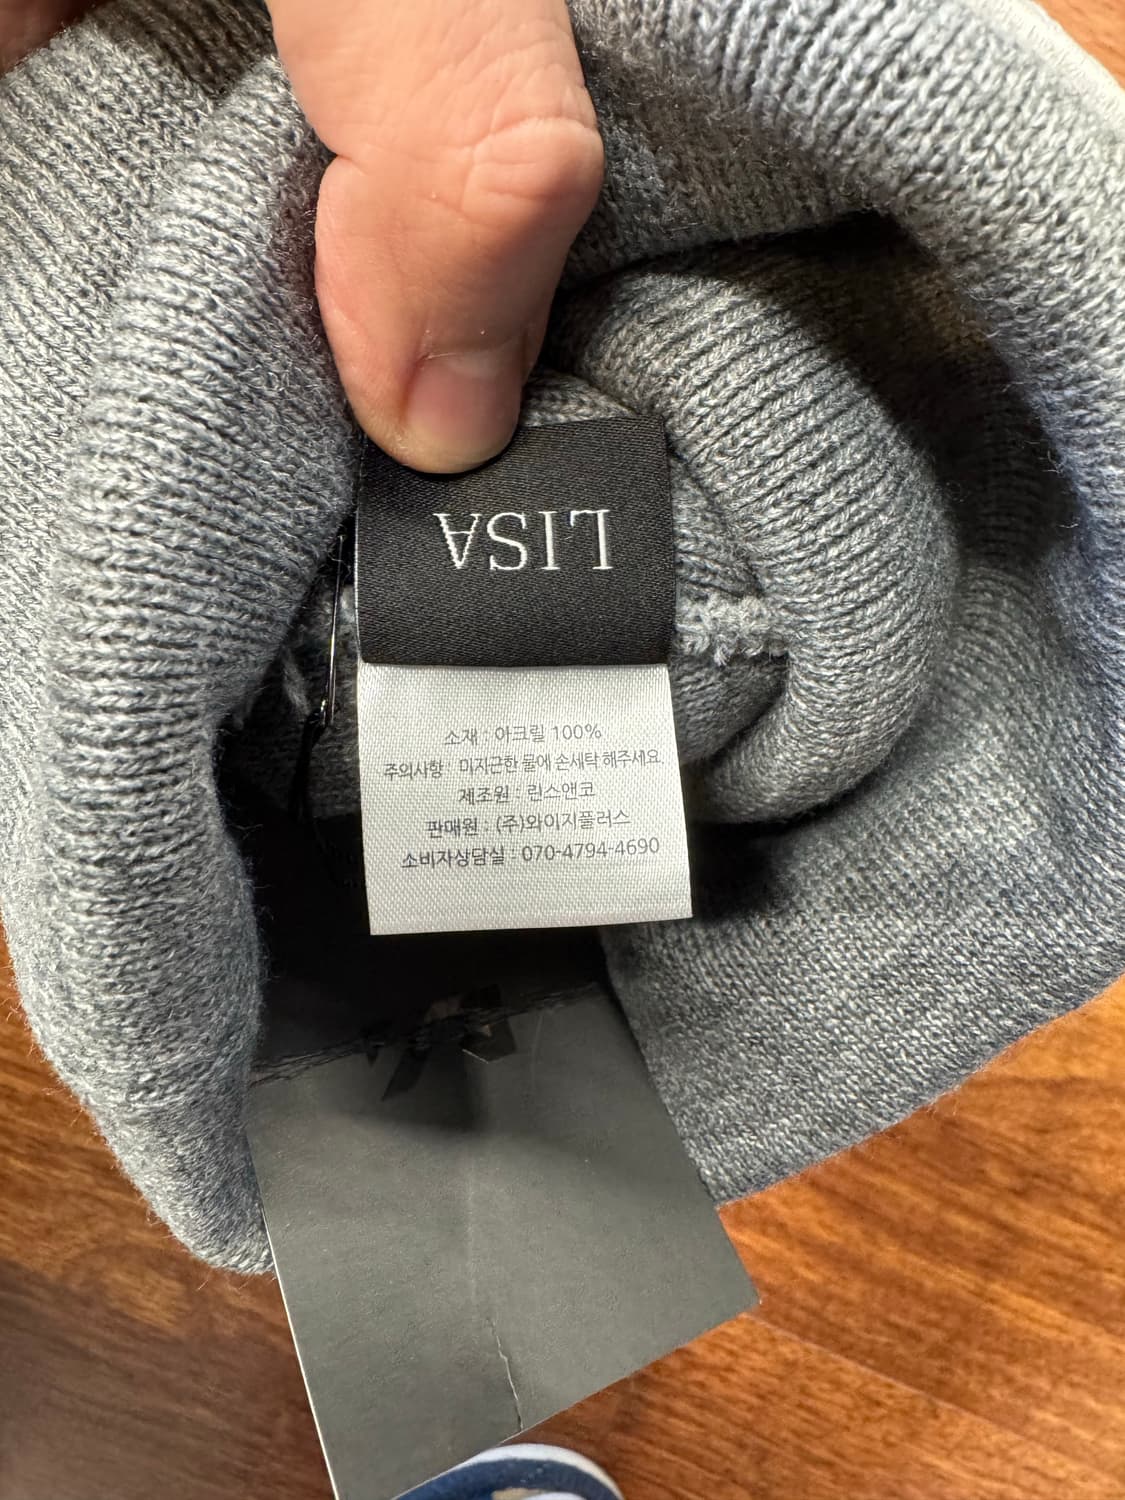 LISA
소재 : 아크릴 100%
주의사항 : 미지근한 물에 손세탁 해주세요.
제조원 : 린스앤코
판매원 : (주)와이지플러스
소비자상담실 : 070-4794-4690